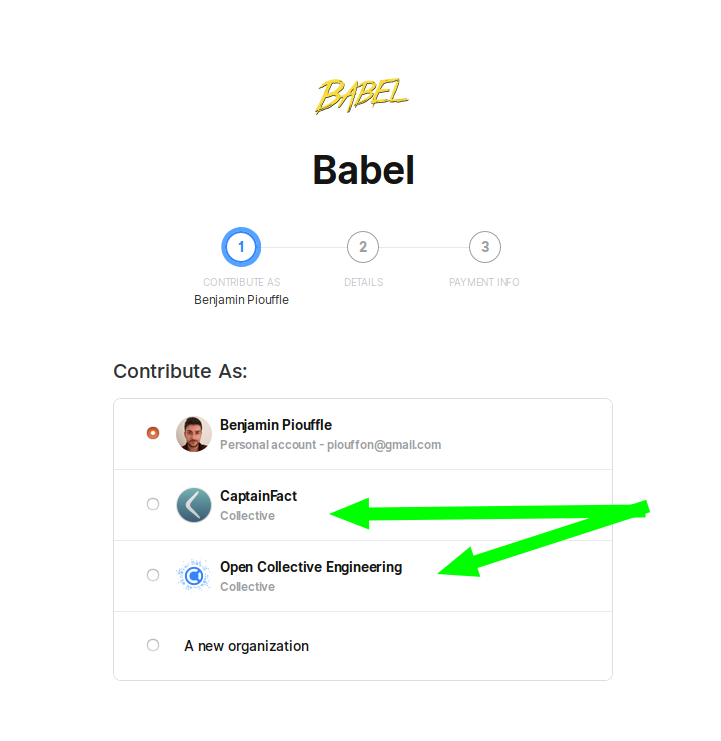 BABEL
Babel
1 2 3
CONTRIBUTE AS DETAILS PAYMENT INFO
Benjamin Piouffle
Contribute As:
Benjamin Piouffle
Personal account - piouffon@gmail.com
CaptainFact
Collective
Open Collective Engineering
Collective
A new organization